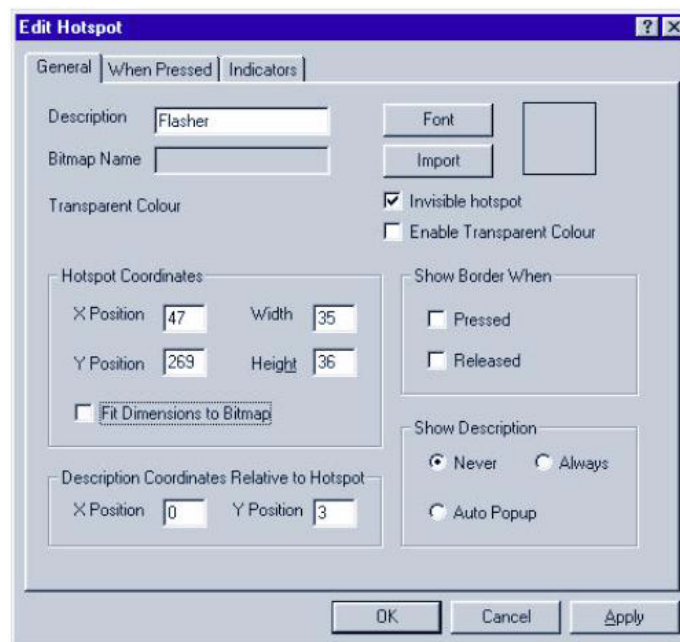 Edit Hotspot
General When Pressed Indicators
Description Flasher Font
Bitmap Name Import
Transparent Colour
Invisible hotspot
Enable Transparent Colour
Hotspot Coordinates
X Position 47 Width 35
Y Position 269 Height 36
Fit Dimensions to Bitmap
Show Border When
Pressed
Released
Description Coordinates Relative to Hotspot
X Position 0 Y Position 3
Show Description
Never Always
Auto Popup
OK Cancel Apply